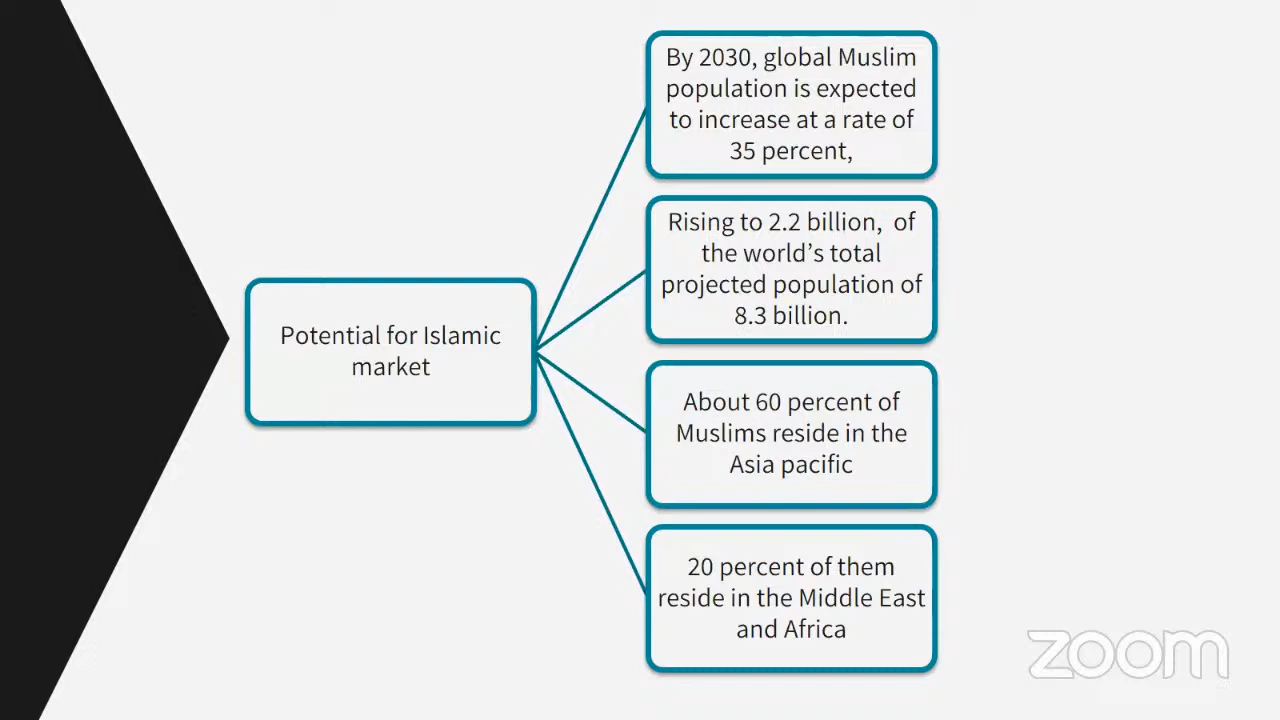 Potential for Islamic
market
By 2030, global Muslim
population is expected
to increase at a rate of
35 percent,
Rising to 2.2 billion,  of
the world’s total
projected population of
8.3 billion.
About 60 percent of
Muslims reside in the
Asia pacific
20 percent of them
reside in the Middle East
and Africa
zoom